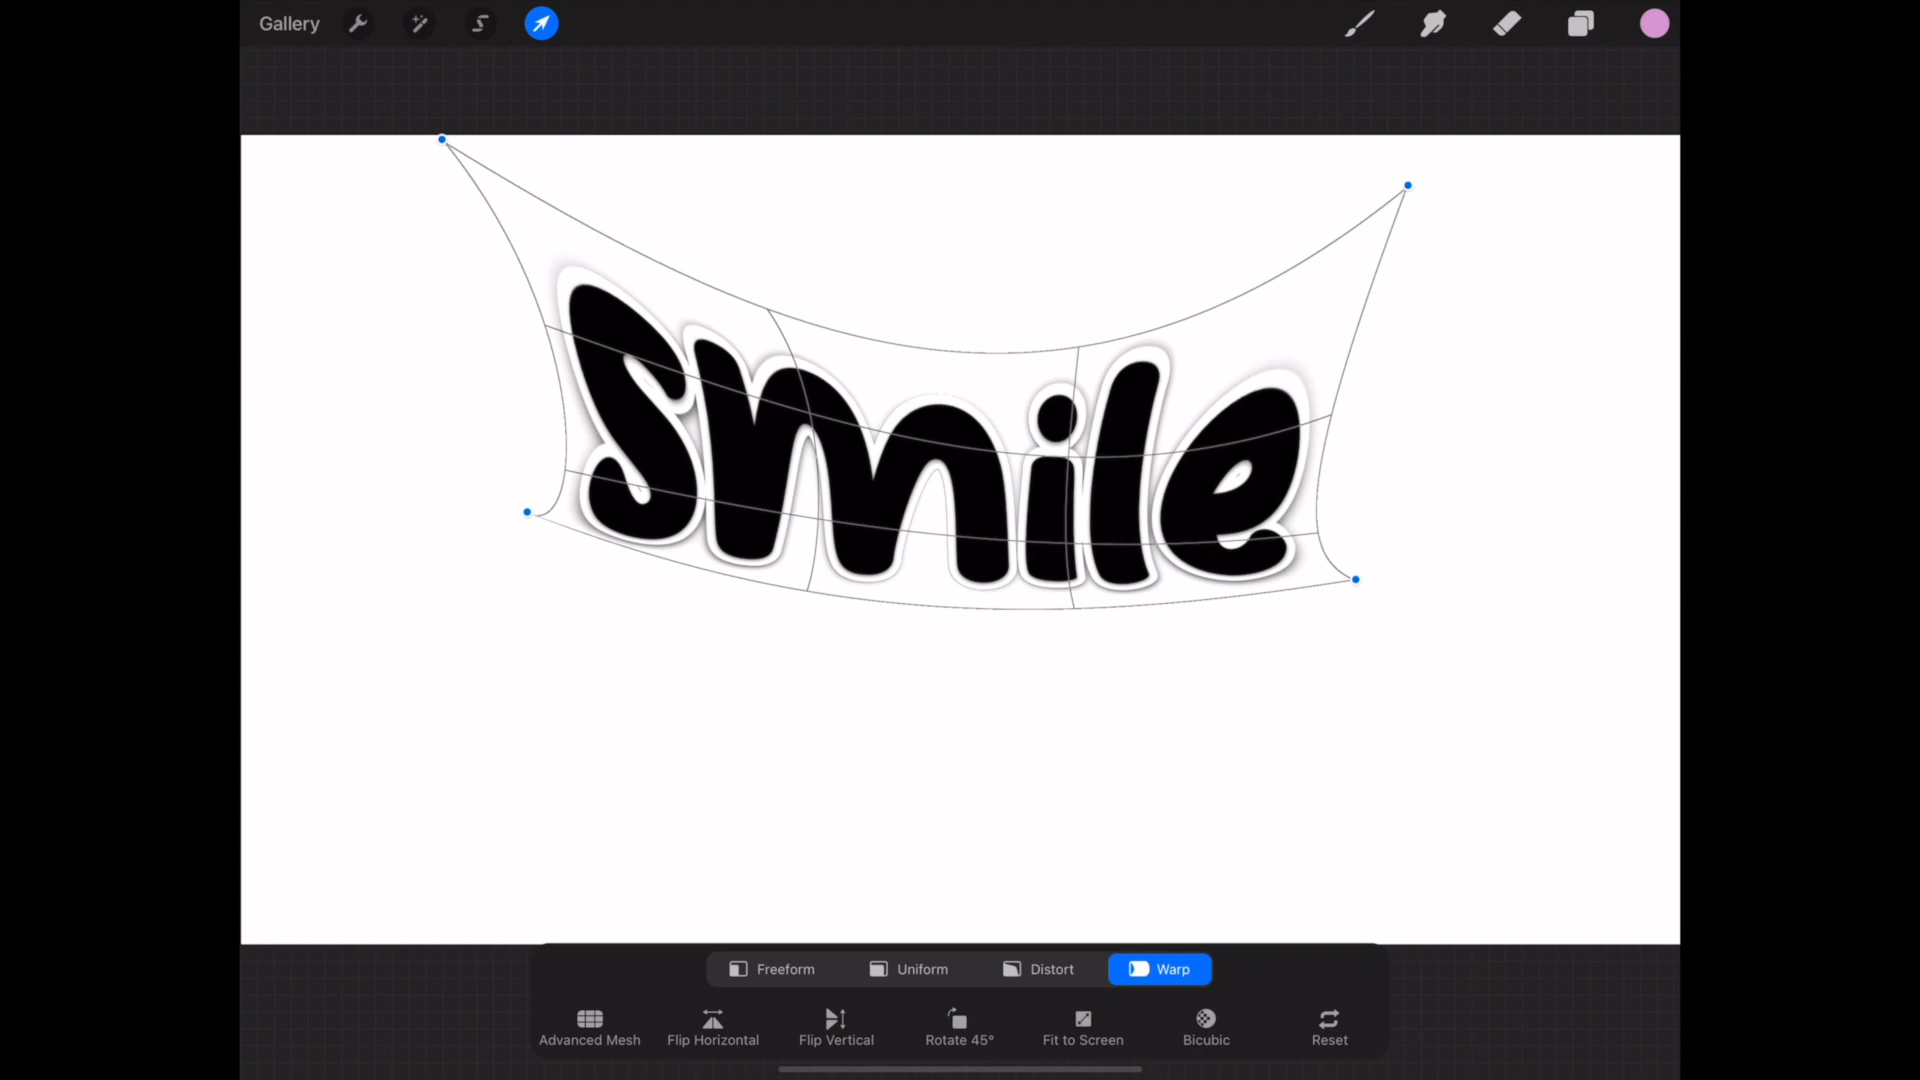 Gallery
Smile
Freeform Uniform Distort Warp
Advanced Mesh Flip Horizontal Flip Vertical Rotate 45° Fit to Screen Bicubic Reset